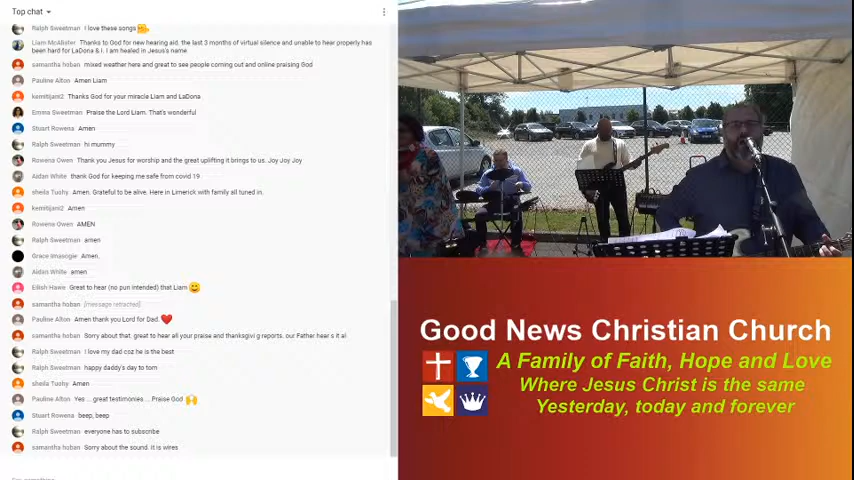 Top chat
Ralph Sweetman I love these songs
Liam McAlister Thanks to God for new hearing aid. the last 3 months of virtual silence and unable to hear properly has
been hard for LaDona & I. I am healed in Jesus's name
samantha hoban mixed weather here and great to see people coming out and online praising God
Pauline Alton Amen Liam
kemitijani2 Thanks God for your miracle Liam and LaDona
Emma Sweetman Praise the Lord Liam. That's wonderful
Stuart Rowena Amen
Ralph Sweetman hi mummy
Rowena Owen Thank you Jesus for worship and the great uplifting it brings to us. Joy Joy Joy
Aidan White thank God for keeping me safe from covid 19
sheila Tuohy Amen. Grateful to be alive. Here in Limerick with family all tuned in.
kemitijani2 Amen
Rowena Owen AMEN
Ralph Sweetman amen
Grace Imasogie Amen,
Aidan White amen
Eilish Hawie Great to hear (no pun intended) that Liam
samantha hoban [message retracted]
Pauline Alton Amen thank you Lord for Dad.
samantha hoban Sorry about that. great to hear all your praise and thanksgivi g reports. our Father hear s it al
Ralph Sweetman I love my dad coz he is the best
Ralph Sweetman happy daddy's day to tom
sheila Tuohy Amen
Pauline Alton Yes ... great testimonies ... Praise God
Stuart Rowena beep, beep
Ralph Sweetman everyone has to subscribe
samantha hoban Sorry about the sound. It is wires
Good News Christian Church
A Family of Faith, Hope and Love
Where Jesus Christ is the same
Yesterday, today and forever